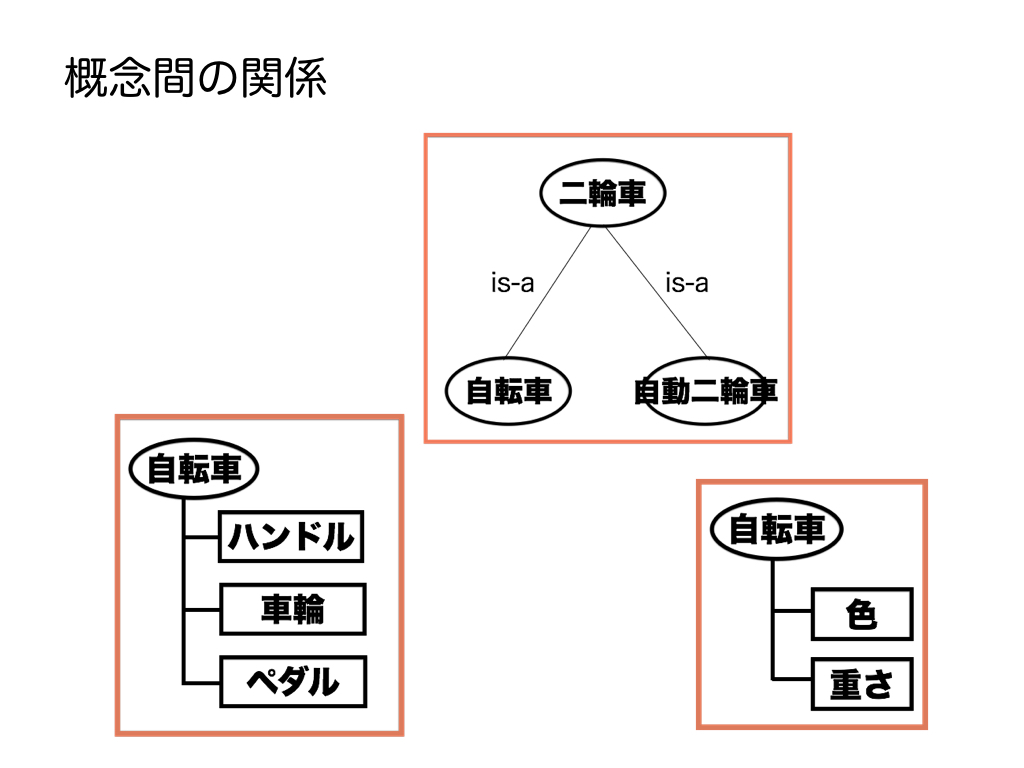 概念間の関係
二輪車
is-a
is-a
自転車
自動二輪車
自転車
ハンドル
車輪
ペダル
自転車
色
重さ